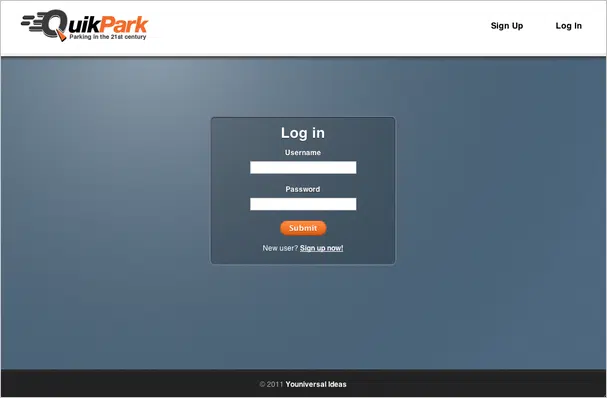 QuikPark
Parking in the 21st century
Sign Up
Log In
Log in
Username
Password
Submit
New user? Sign up now!
© 2011 Youniversal Ideas